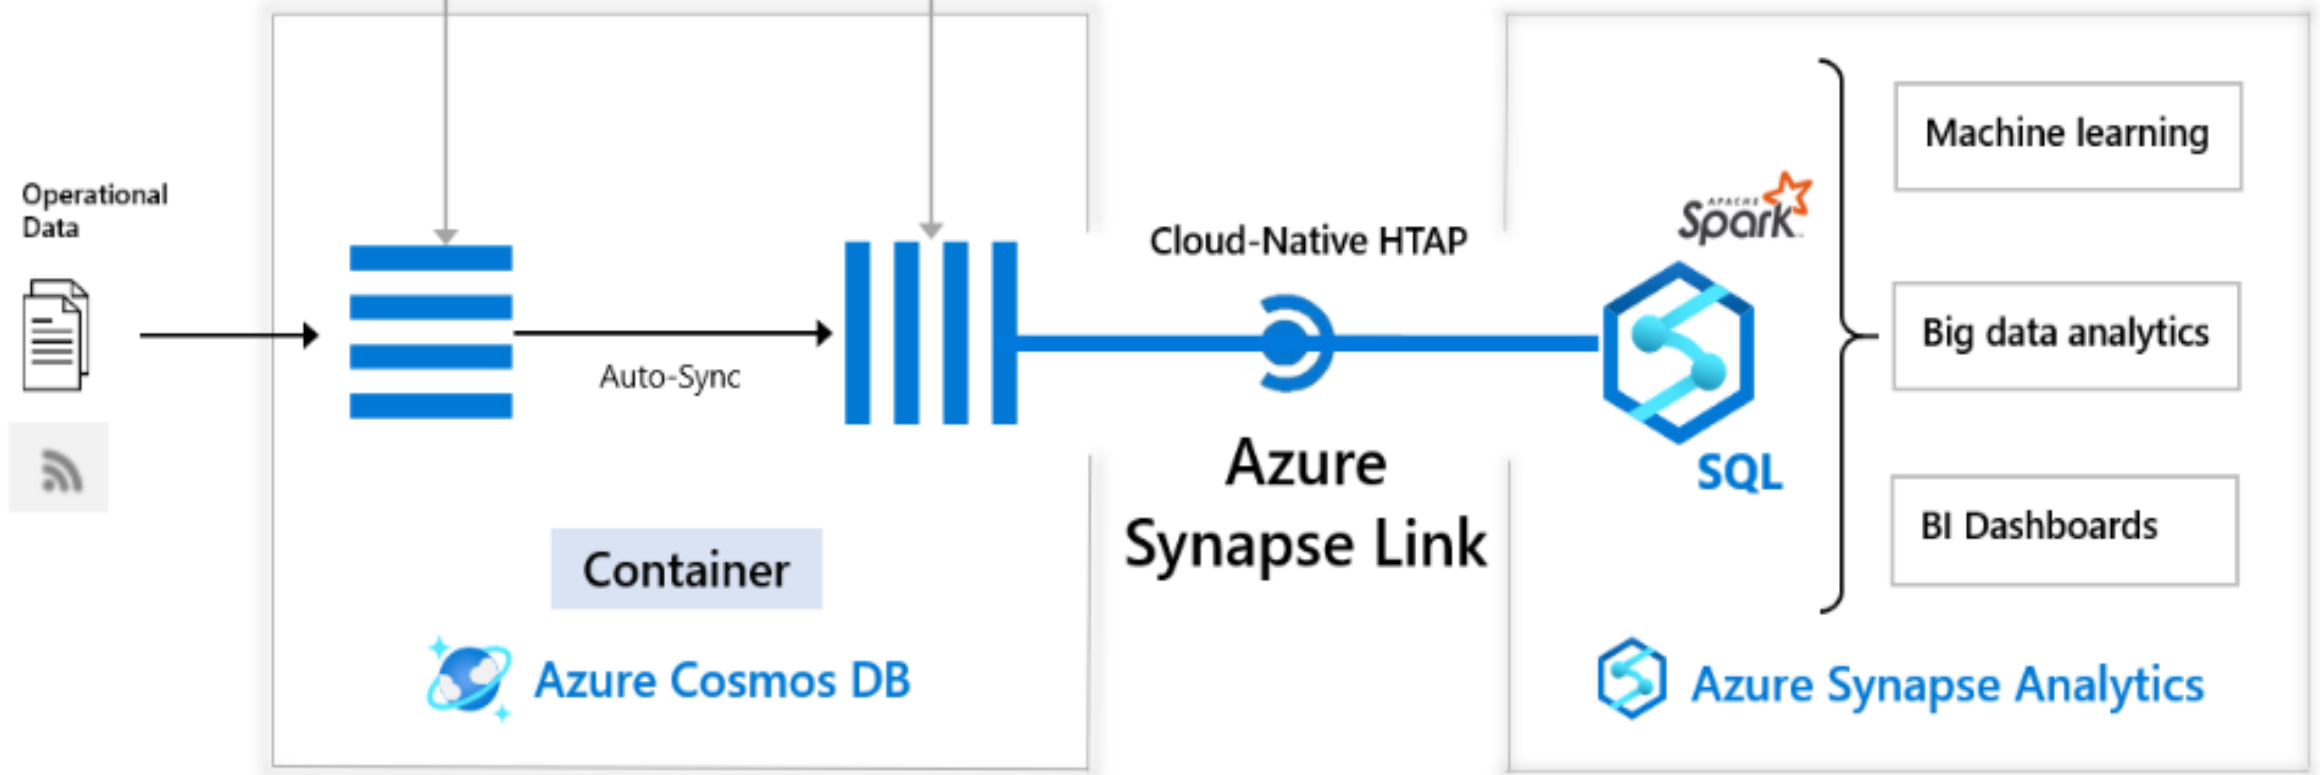 Operational
Data
Auto-Sync
Container
Azure Cosmos DB
Cloud-Native HTAP
Azure
Synapse Link
APACHE
Spark
SQL
Machine learning
Big data analytics
BI Dashboards
Azure Synapse Analytics